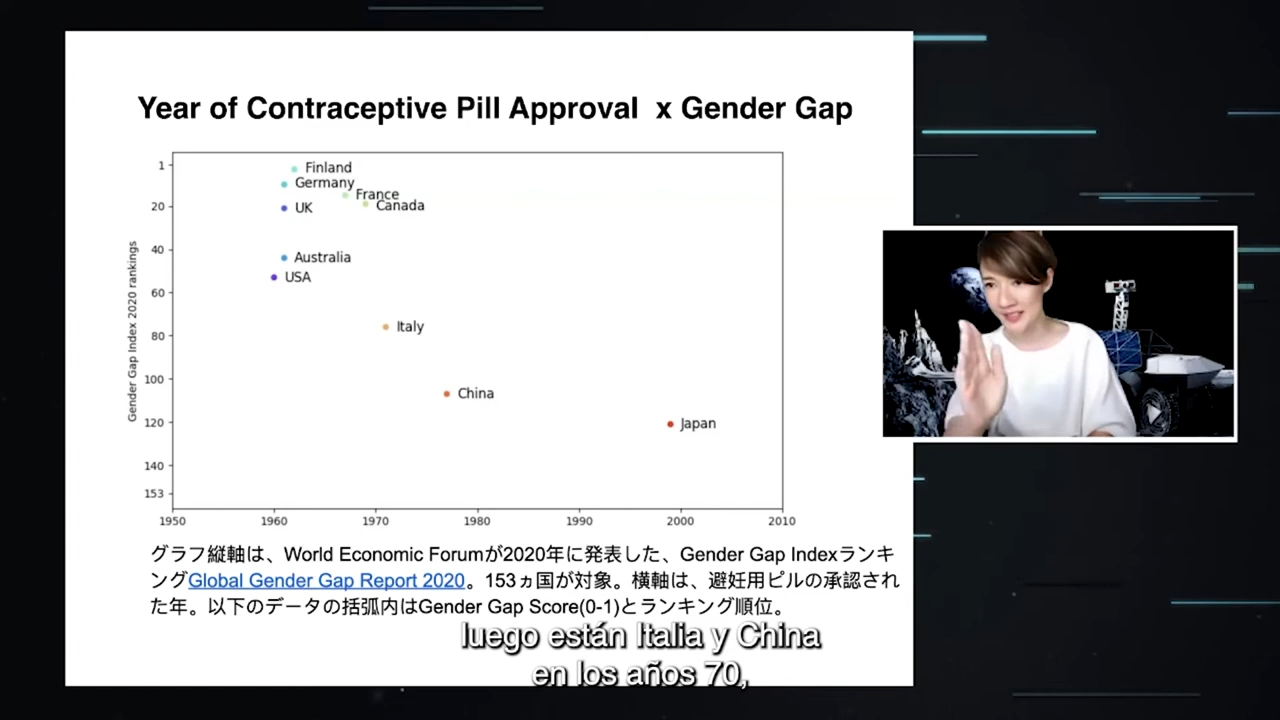 Year of Contraceptive Pill Approval x Gender Gap
Gender Gap Index 2020 rankings
1
20
40
60
80
100
120
140
153
Finland
Germany
France
UK
Canada
Australia
USA
Italy
China
Japan
1950 1960 1970 1980 1990 2000 2010
グラフ縦軸は、World Economic Forumが2020年に発表した、Gender Gap Indexランキ
ングGlobal Gender Gap Report 2020。153ヵ国が対象。横軸は、避妊用ピルの承認され
た年。以下のデータの括弧内はGender Gap Score(0-1)とランキング順位。
luego están Italia y China
en los años 70,